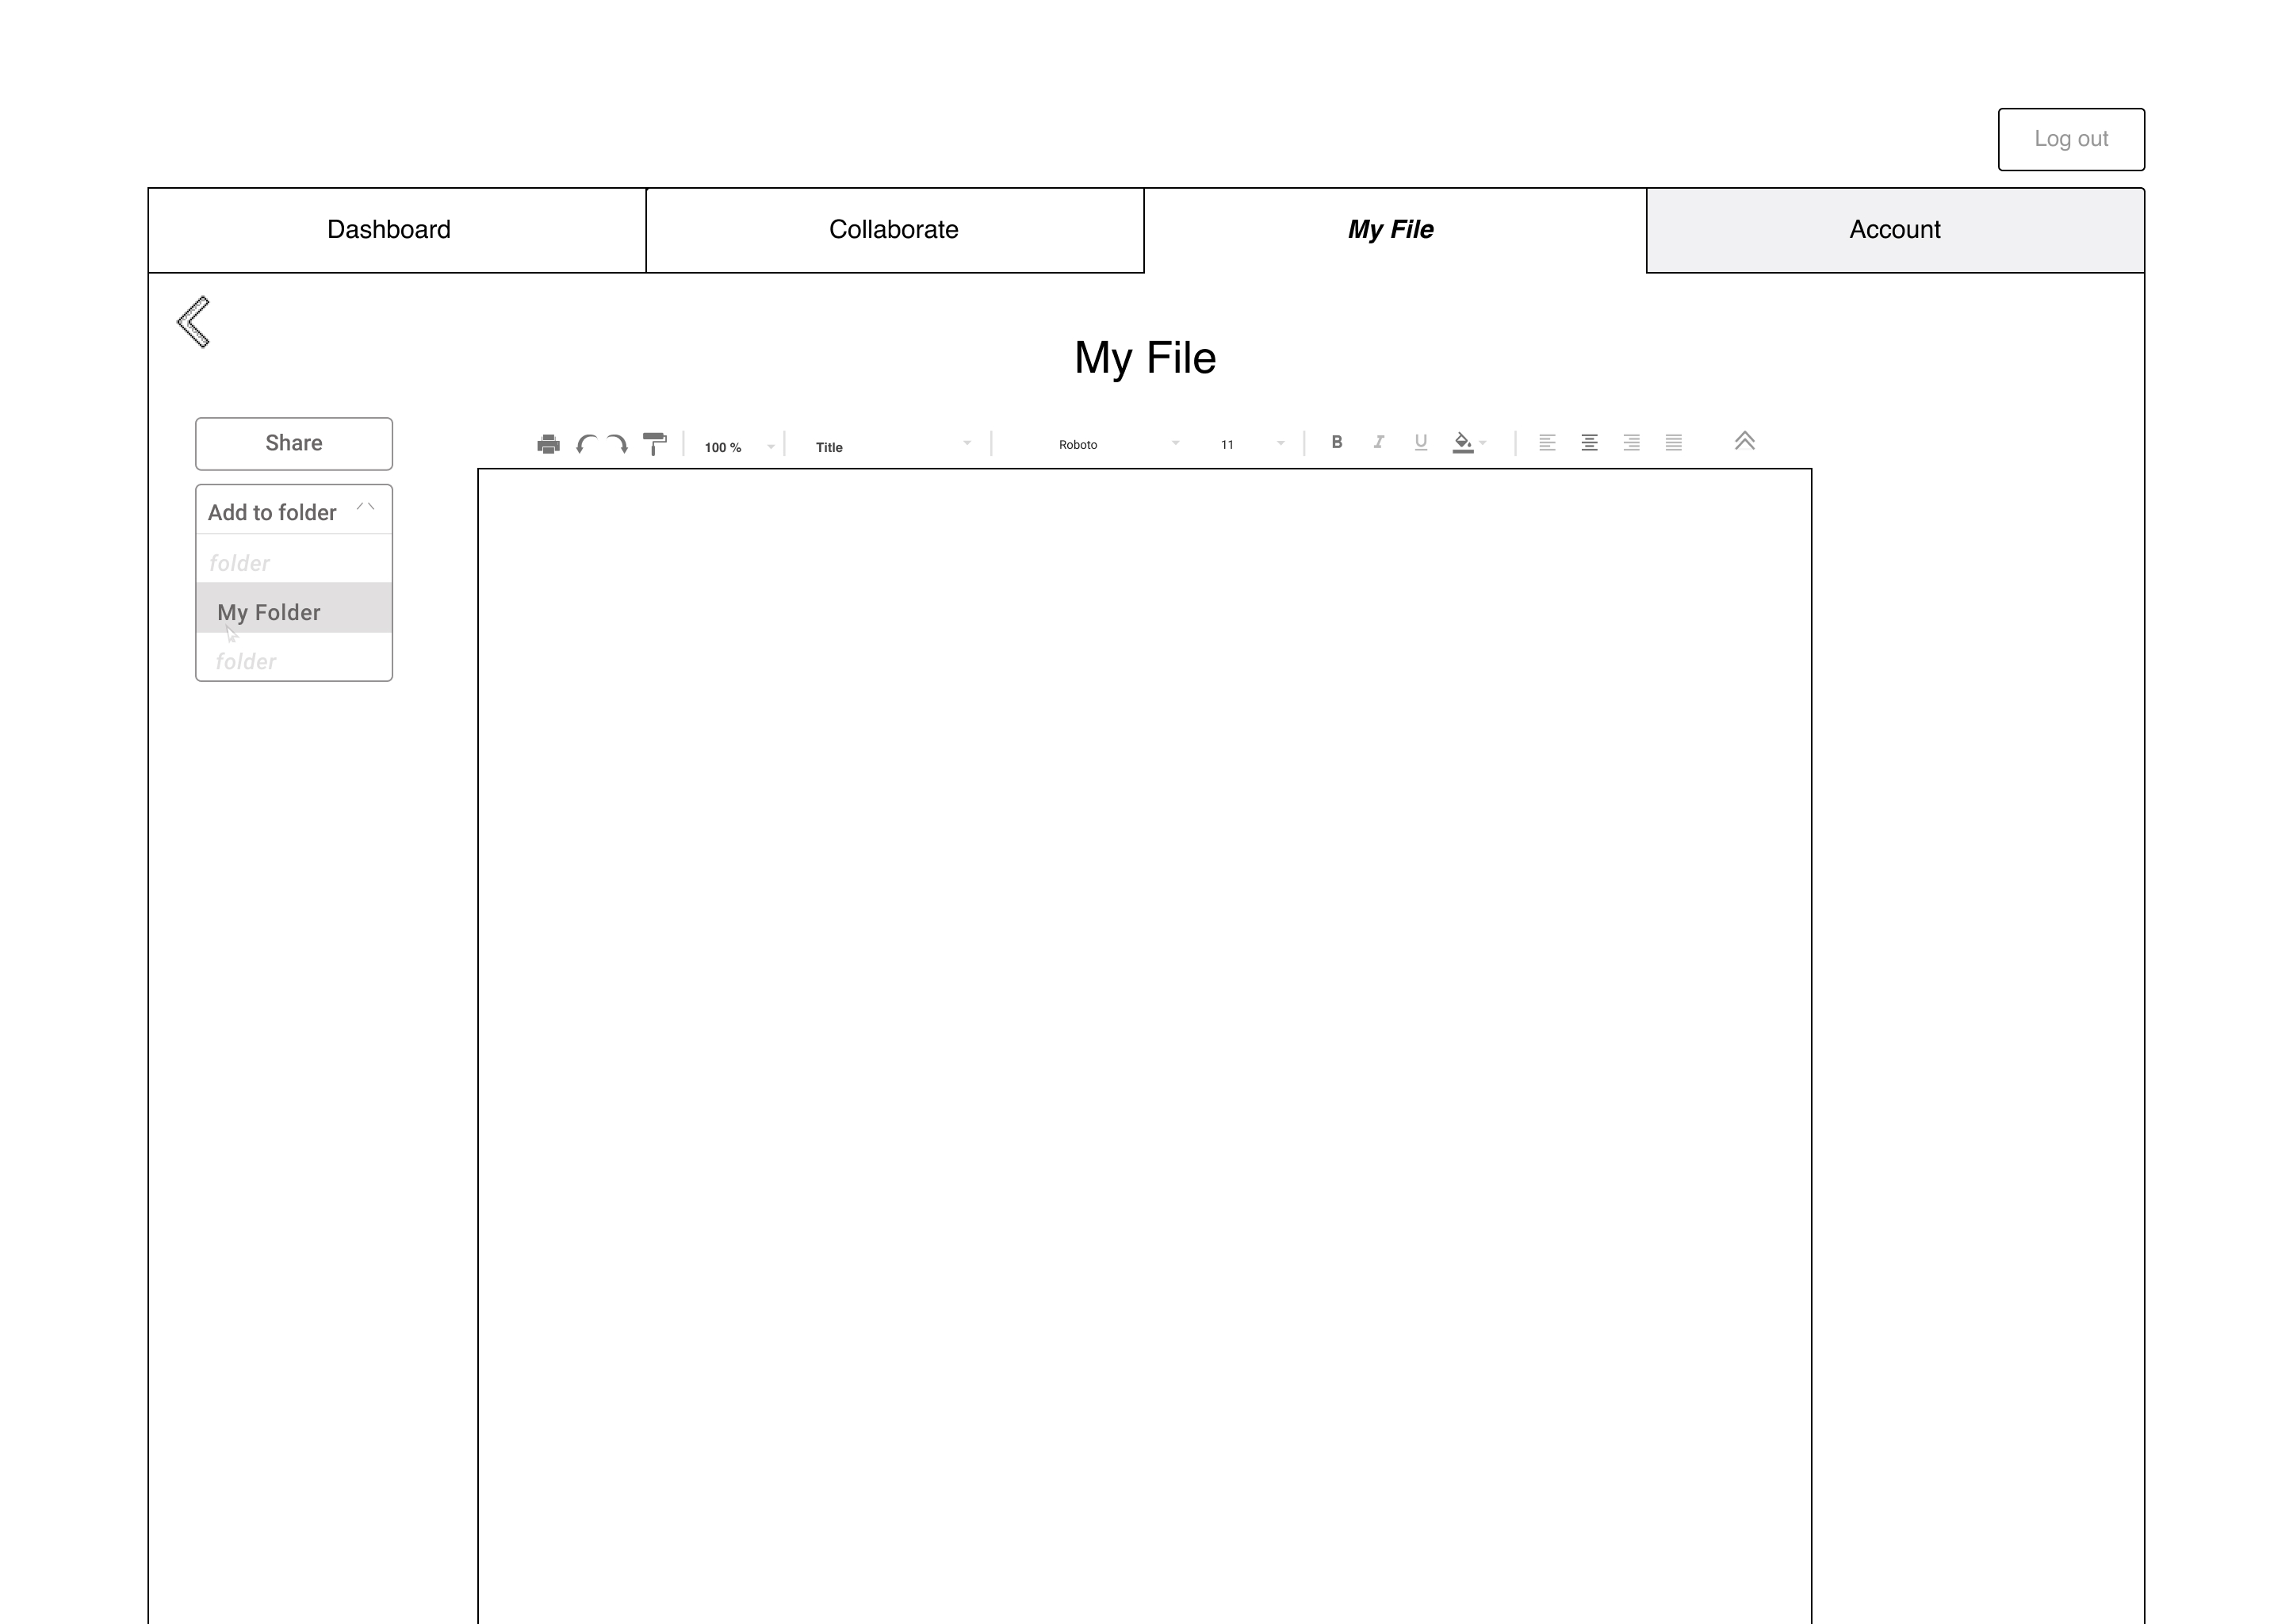 Log out
Dashboard
Collaborate
My File
Account
My File
Share
100 %
Title
Roboto
11
B
I
U
Add to folder
folder
My Folder
folder